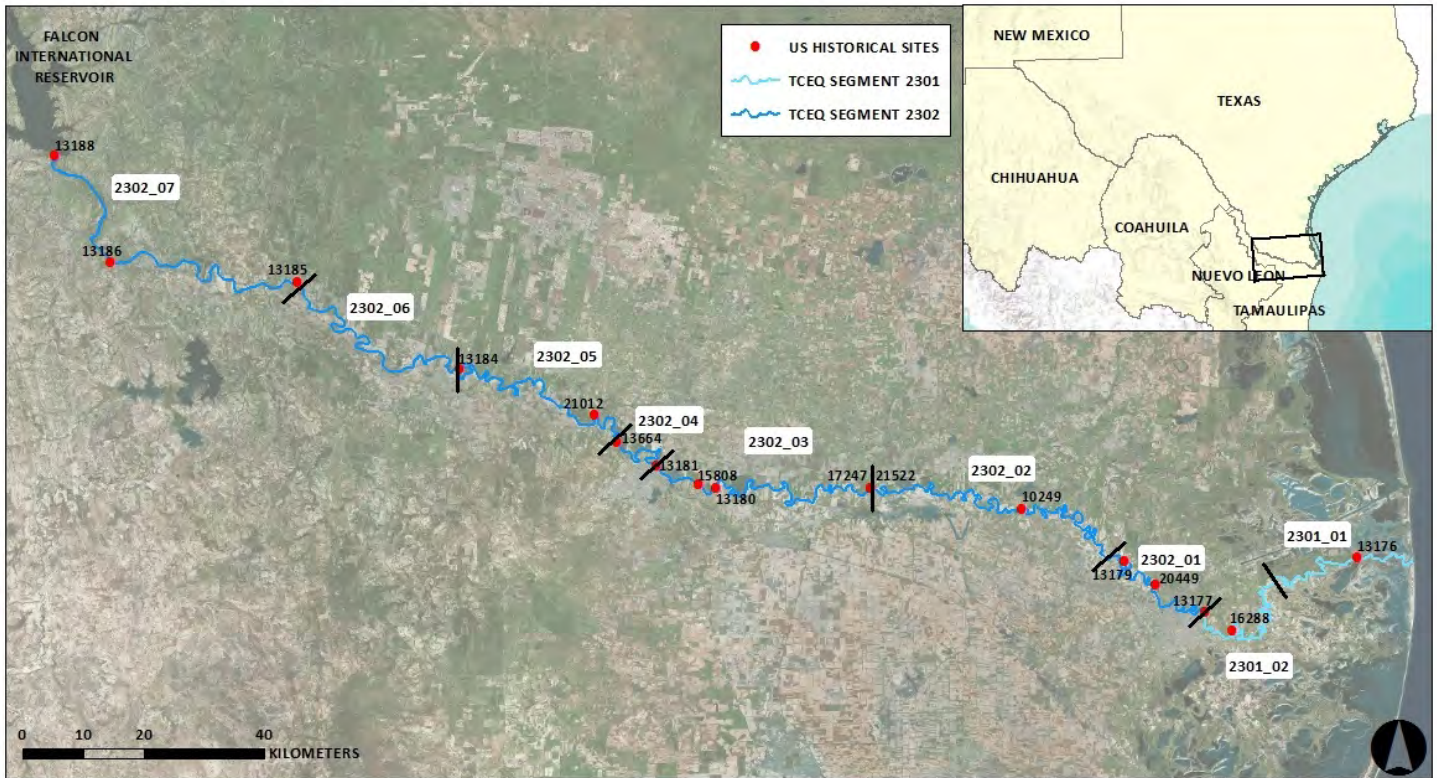 FALCON
INTERNATIONAL
RESERVOIR
US HISTORICAL SITES
TCEQ SEGMENT 2301
TCEQ SEGMENT 2302
NEW MEXICO
TEXAS
CHIHUAHUA
COAHUILA
NUEVO LEON
TAMAULIPAS
13188
2302_07
13186
13185
2302_06
13184
2302_05
21012
2302_04
13664
2302_03
13181
15808
13180
17247
21522
2302_02
10249
2301_01
13176
2302_01
13179
20449
13177
16288
2301_02
0 10 20 40
KILOMETERS